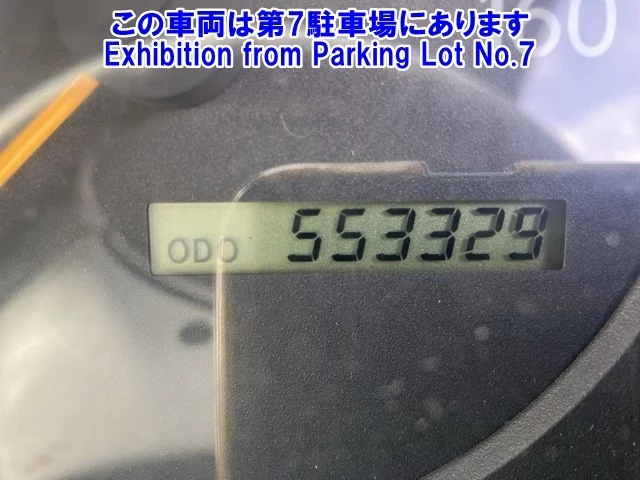 この車両は第7駐車場にあります
Exhibition from Parking Lot No.7
60
ODO 553329